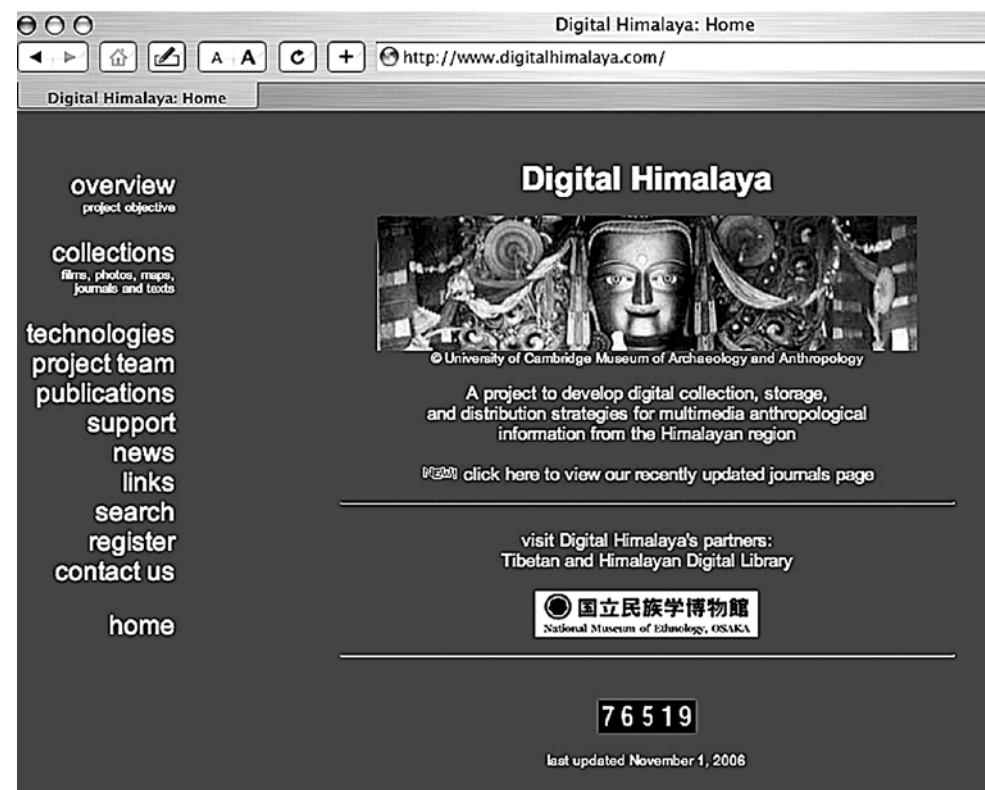 Digital Himalaya: Home
A A
http://www.digitalhimalaya.com/
Digital Himalaya: Home
overview
project objective
collections
films, photos, maps,
journals and texts
technologies
project team
publications
support
news
links
search
register
contact us
home
Digital Himalaya
© University of Cambridge Museum of Archaeology and Anthropology
A project to develop digital collection, storage,
and distribution strategies for multimedia anthropological
information from the Himalayan region
NEW! click here to view our recently updated journals page
visit Digital Himalaya's partners:
Tibetan and Himalayan Digital Library
国立民族学博物館
National Museum of Ethnology, OSAKA
76519
last updated November 1, 2006